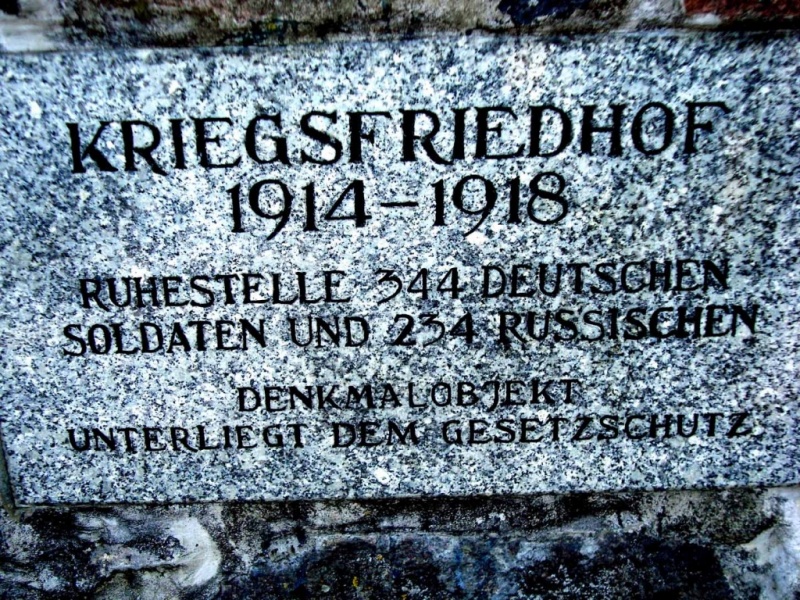 KRIEGSFRIEDHOF
1914-1918
RUHESTELLE 344 DEUTSCHEN
SOLDATEN UND 234 RUSSISCHEN
DENKMALOBJEKT
UNTERLIEGT DEM GESETZSCHUTZ